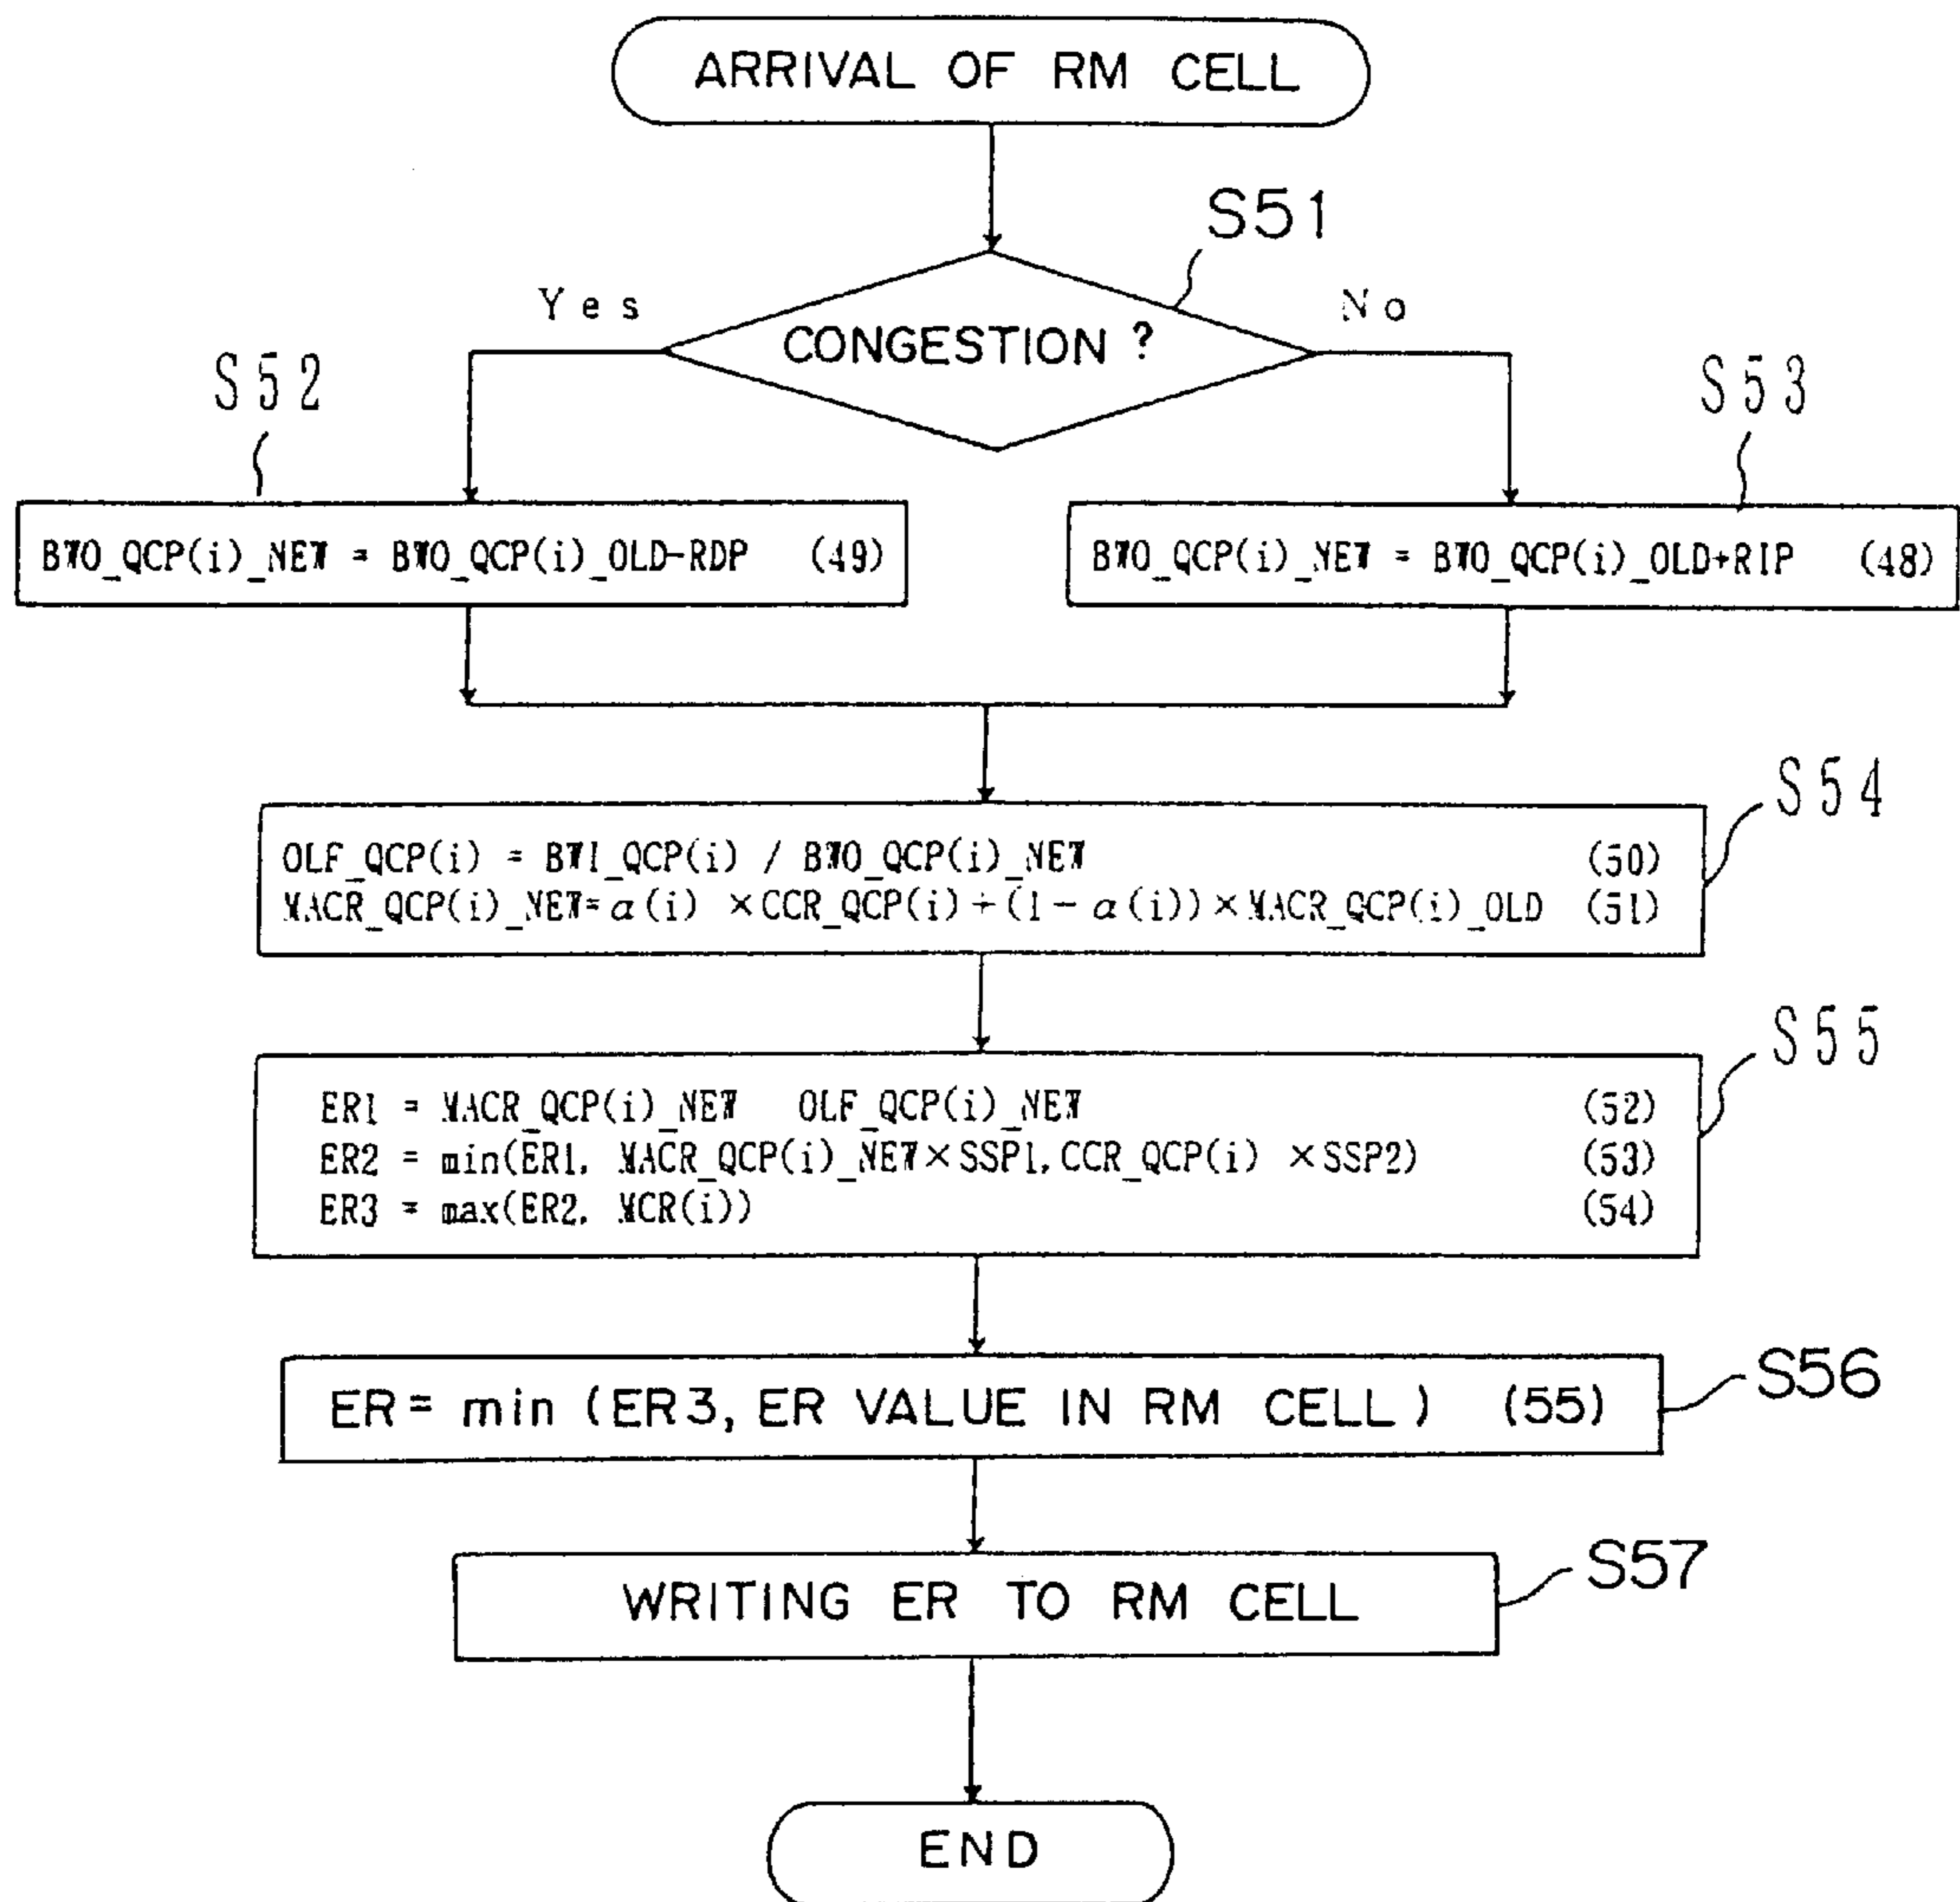 ARRIVAL OF RM CELL
S51
Yes
No
CONGESTION ?
S52
S53
BWO_QCP(i)_NEW = BWO_QCP(i)_OLD-RDP (49)
BWO_QCP(i)_NEW = BWO_QCP(i)_OLD+RIP (48)
S54
OLF_QCP(i) = BWI_QCP(i) / BWO_QCP(i)_NEW (50)
MACR_QCP(i)_NEW=α(i) ×CCR_QCP(i)+(1-α(i))×MACR_QCP(i)_OLD (51)
S55
ER1 = MACR_QCP(i)_NEW OLF_QCP(i)_NEW (52)
ER2 = min(ER1, MACR_QCP(i)_NEW×SSP1,CCR_QCP(i) ×SSP2) (53)
ER3 = max(ER2, MCR(i)) (54)
S56
ER= min (ER3, ER VALUE IN RM CELL) (55)
S57
WRITING ER TO RM CELL
END